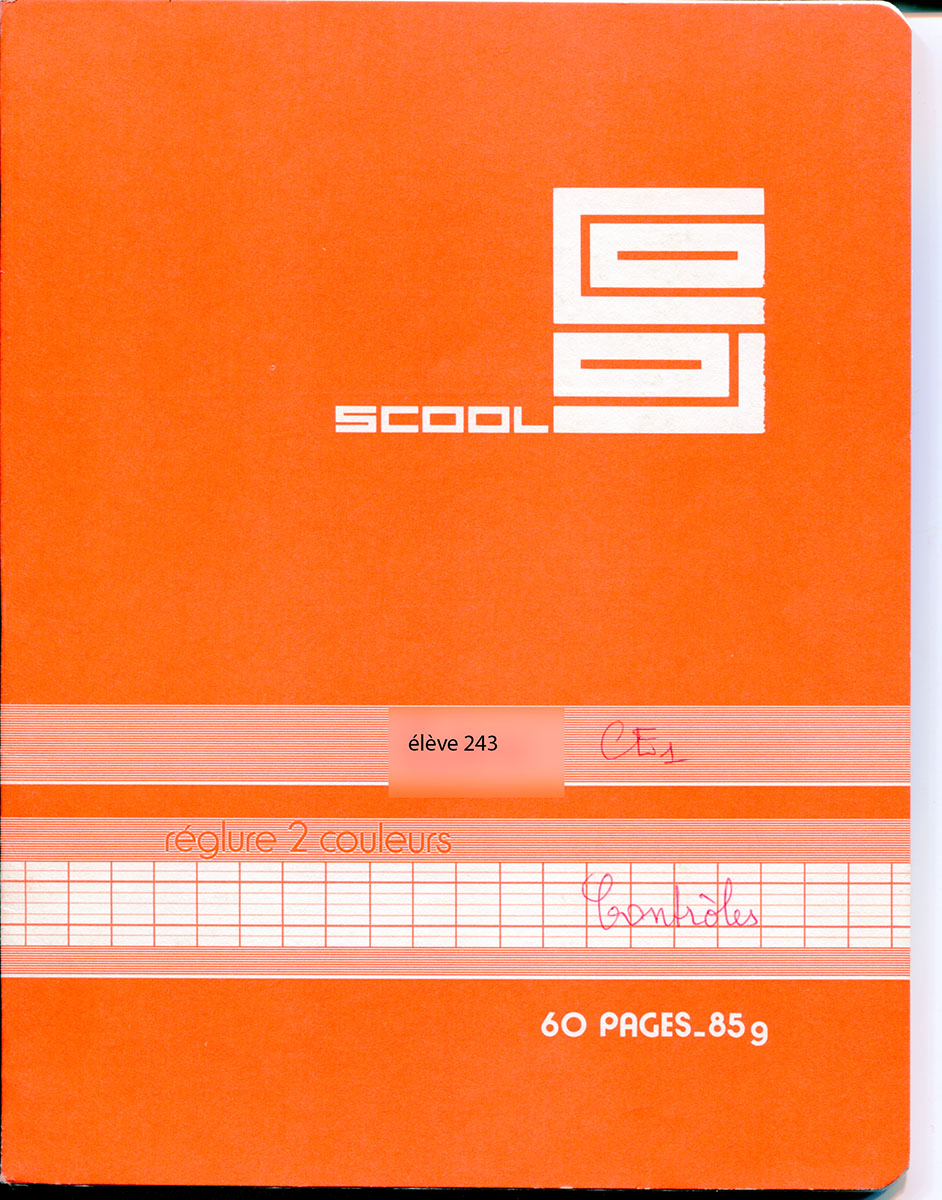 SCOOL
élève 243
CE1
réglure 2 couleurs
Contrôles
60 PAGES_85g